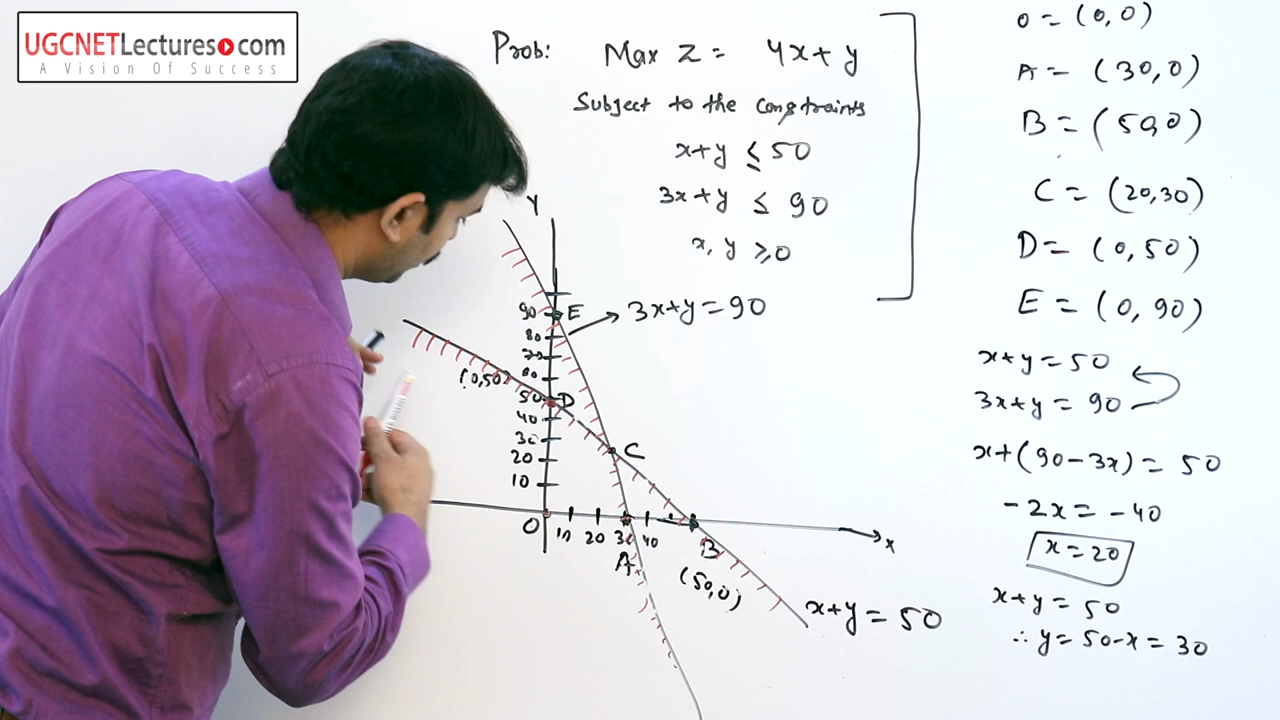 UGCNETLectures.com
A Vision Of Success
Prob: Max Z = 4x+y
Subject to the constraints
x+y ≤ 50
3x+y ≤ 90
x, y ≥0
Y
90 E
80
70
60
50 D
40
30
20
10
(0,50)
3x+y=90
C
O 10 20 30 40
A
B
(50,0)
x
x+y = 50
O = (0,0)
A = (30,0)
B = (50,0)
C = (20,30)
D = (0,50)
E = (0, 90)
x+y = 50
3x+y = 90
x+(90-3x) = 50
-2x = -40
x = 20
x+y = 50
∴ y = 50-x = 30